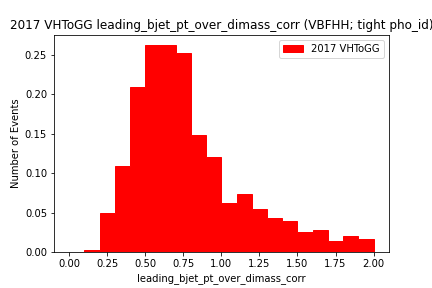 2017 VHToGG leading_bjet_pt_over_dimass_corr (VBFHH; tight pho_id)
2017 VHToGG
Number of Events
0.25
0.20
0.15
0.10
0.05
0.00
0.00 0.25 0.50 0.75 1.00 1.25 1.50 1.75 2.00
leading_bjet_pt_over_dimass_corr